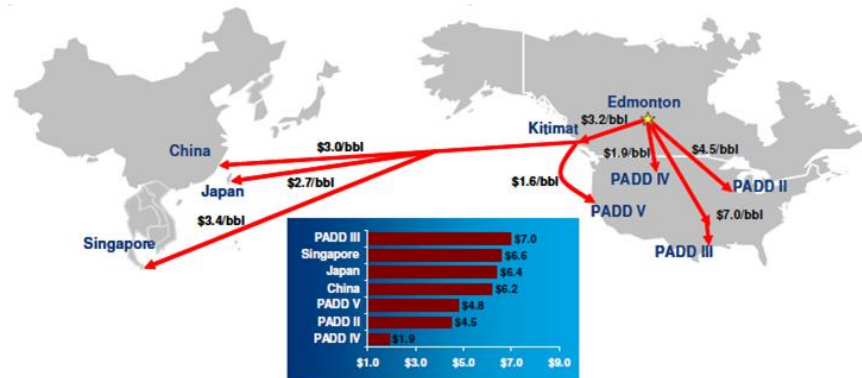 Edmonton
Kitimat
$3.2/bbl
China
$3.0/bbl
$1.9/bbl
$4.5/bbl
Japan
$2.7/bbl
$1.6/bbl
PADD IV
PADD II
$3.4/bbl
PADD V
$7.0/bbl
Singapore
PADD III
PADD III $7.0
Singapore $6.6
Japan $6.4
China $6.2
PADD V $4.8
PADD II $4.5
PADD IV $1.9
$1.0 $3.0 $5.0 $7.0 $9.0